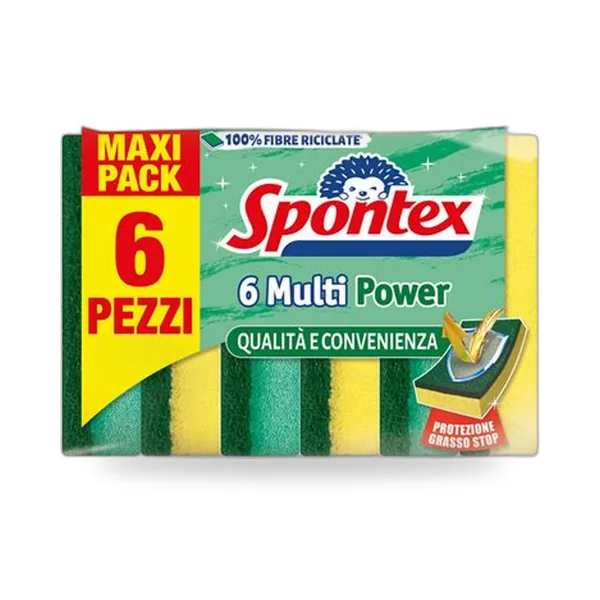 MAXI
PACK
6
PEZZI
100% FIBRE RICICLATE*
Spontex
6 Multi Power
QUALITÀ E CONVENIENZA
PROTEZIONE
GRASSO STOP